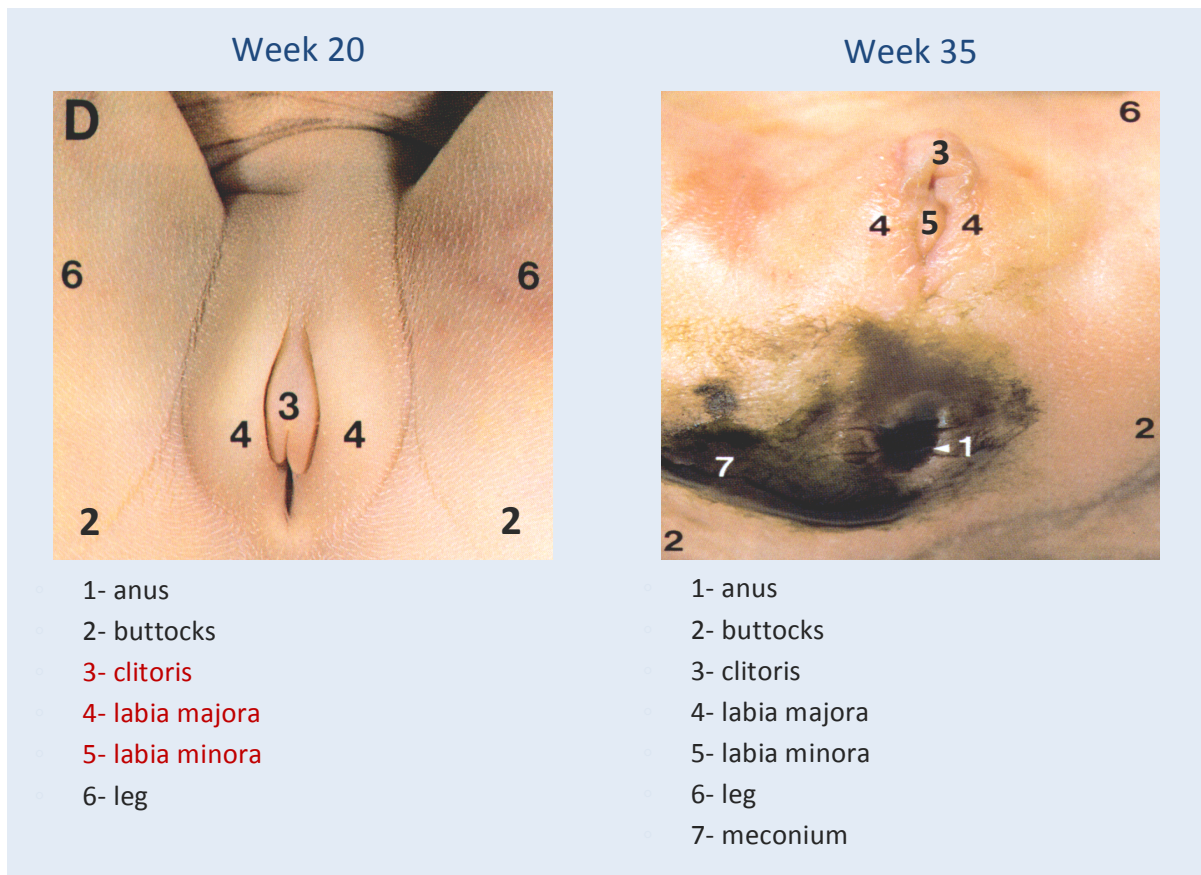 Week 20
D
6
6
3
4
4
2
2
1- anus
2- buttocks
3- clitoris
4- labia majora
5- labia minora
6- leg
Week 35
6
3
4
5
4
2
1
7
2
1- anus
2- buttocks
3- clitoris
4- labia majora
5- labia minora
6- leg
7- meconium